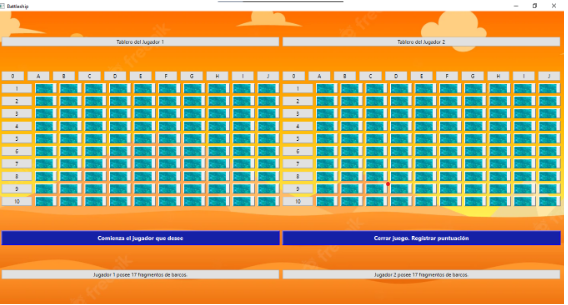 Battleship
Tablero del Jugador 1
Tablero del Jugador 2
0 A B C D E F G H I J
0 A B C D E F G H I J
1
1
2
2
3
3
4
4
5
5
6
6
7
7
8
8
9
9
10
10
Comienza el jugador que desee
Cerrar juego. Registrar puntuación
Jugador 1 posee 17 fragmentos de barcos.
Jugador 2 posee 17 fragmentos de barcos.